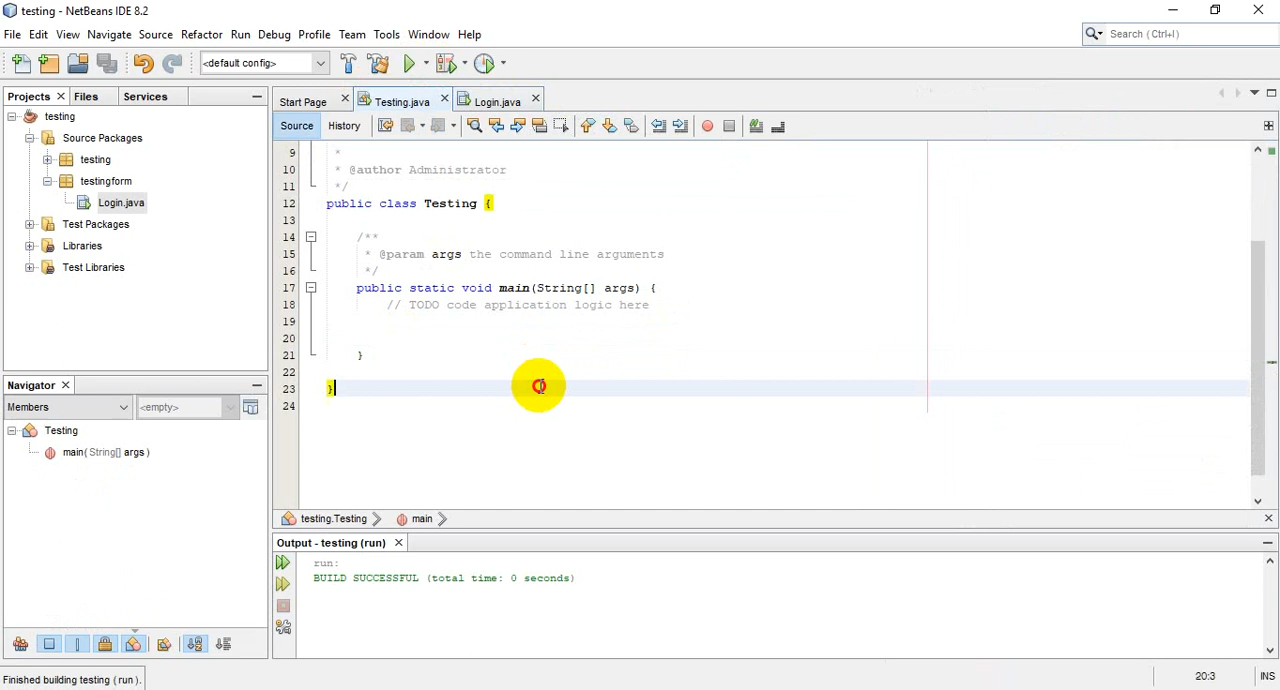 testing - NetBeans IDE 8.2
File Edit View Navigate Source Refactor Run Debug Profile Team Tools Window Help
Search (Ctrl+I)
<default config>
Projects Files Services
Start Page Testing.java Login.java
testing
Source Packages
testing
testingform
Login.java
Test Packages
Libraries
Test Libraries
Source History
9 *
10 * @author Administrator
11 */
12 public class Testing {
13
14 /**
15 * @param args the command line arguments
16 */
17 public static void main(String[] args) {
18 // TODO code application logic here
19
20
21 }
22
23 }
24
Navigator
Members <empty>
Testing
main(String[] args)
testing.Testing main
Output - testing (run)
run:
BUILD SUCCESSFUL (total time: 0 seconds)
Finished building testing (run).
20:3 INS